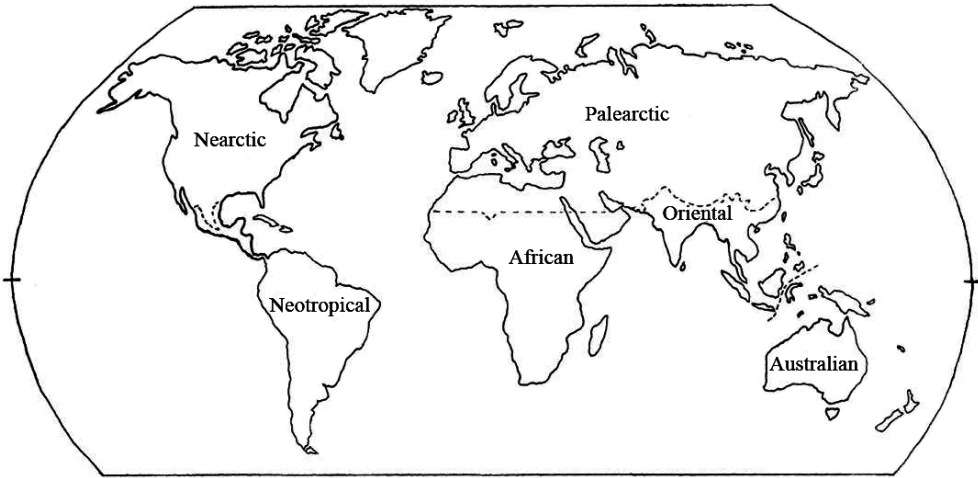 Nearctic
Palearctic
Oriental
African
Neotropical
Australian